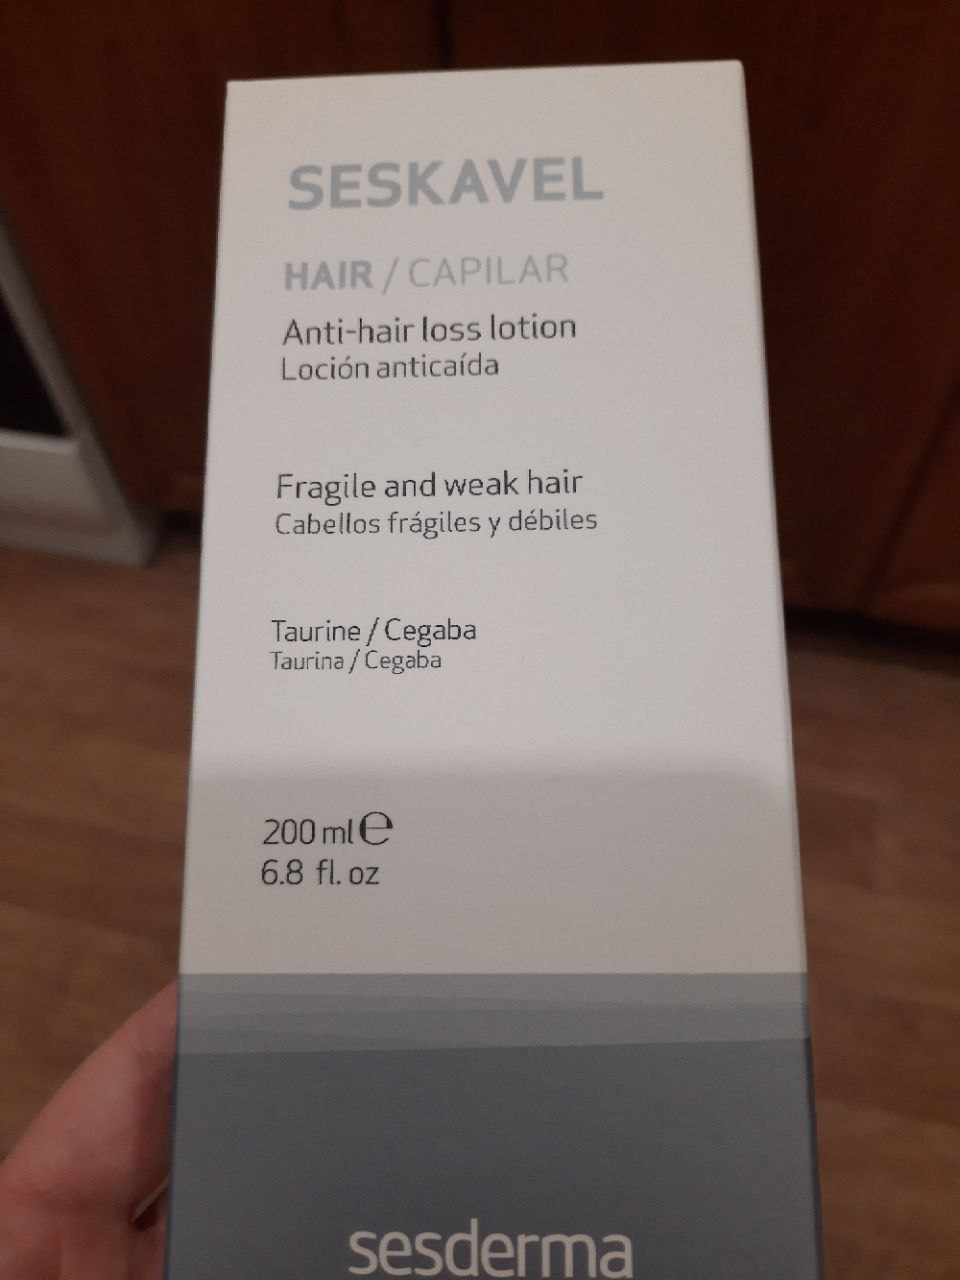 SESKAVEL
HAIR / CAPILAR
Anti-hair loss lotion
Loción anticaída
Fragile and weak hair
Cabellos frágiles y débiles
Taurine / Cegaba
Taurina / Cegaba
200 ml ℮
6.8 fl. oz
sesderma